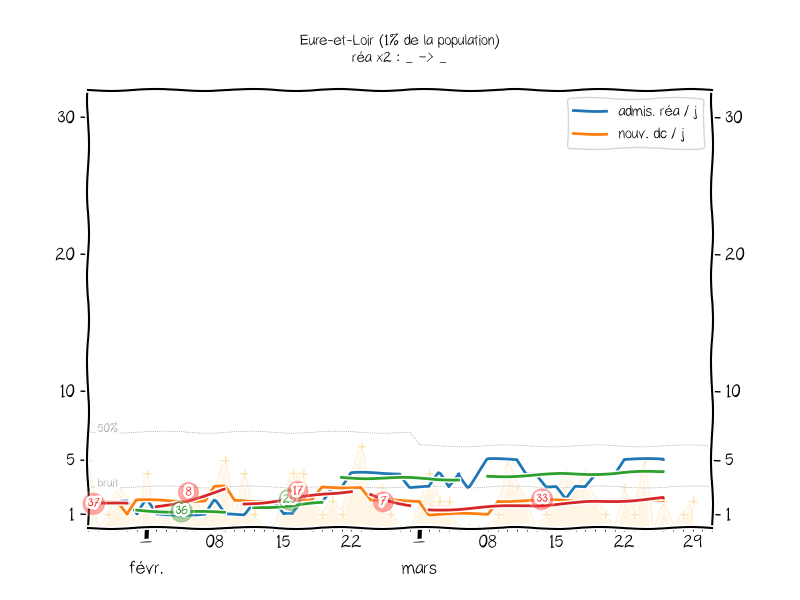 Eure-et-Loir (1% de la population)
réa x2 : _ -> _
admis. réa / j
nouv. dc / j
30 30
20 20
10 10
50%
5 5
bruit
37 8 36 17 7 33
1 1
08 15 22 08 15 22 29
févr. mars